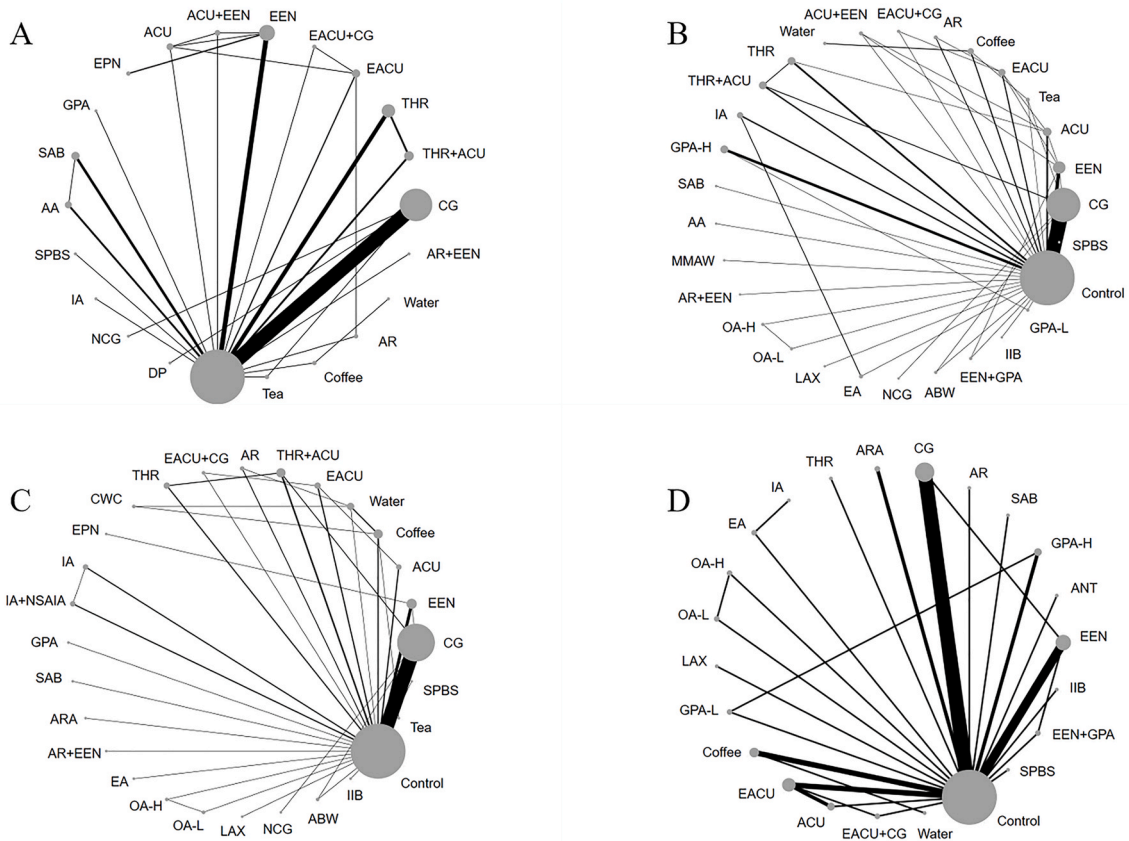 A
ACU+EEN
EEN
ACU
EACU+CG
EPN
EACU
GPA
THR
SAB
THR+ACU
AA
CG
SPBS
AR+EEN
IA
Water
NCG
AR
DP
Coffee
Tea
B
ACU+EEN
EACU+CG
AR
Water
Coffee
THR
EACU
THR+ACU
Tea
IA
ACU
GPA-H
EEN
SAB
CG
AA
SPBS
MMAW
Control
AR+EEN
GPA-L
OA-H
IIB
OA-L
EEN+GPA
LAX
ABW
EA
NCG
C
EACU+CG
AR
THR+ACU
THR
EACU
CWC
Water
EPN
Coffee
IA
ACU
IA+NSAIA
EEN
GPA
CG
SAB
SPBS
ARA
Tea
AR+EEN
Control
EA
IIB
OA-H
ABW
OA-L
NCG
LAX
D
CG
ARA
AR
THR
SAB
IA
GPA-H
EA
ANT
OA-H
EEN
OA-L
IIB
LAX
EEN+GPA
GPA-L
SPBS
Coffee
Control
EACU
Water
ACU
EACU+CG